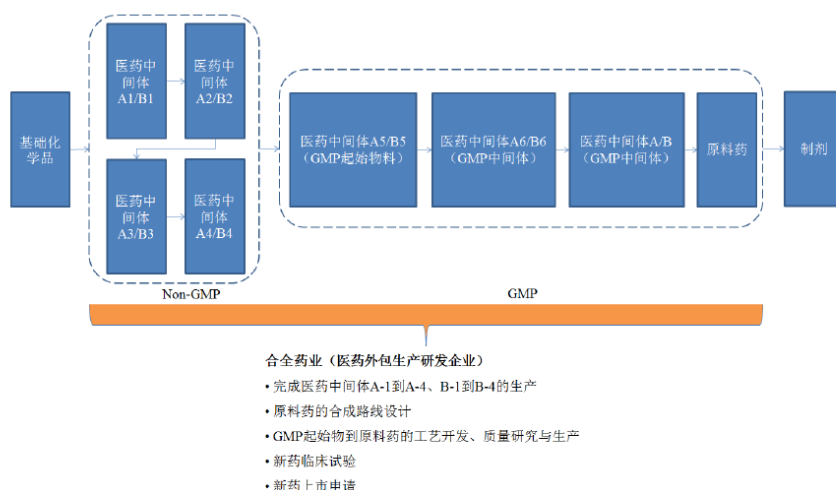 基础化
学品
医药中
间体
A1/B1
医药中
间体
A2/B2
医药中
间体
A3/B3
医药中
间体
A4/B4
医药中间体A5/B5
（GMP起始物料）
医药中间体A6/B6
（GMP中间体）
医药中间体A/B
（GMP中间体）
原料药
制剂
Non-GMP
GMP
合全药业（医药外包生产研发企业）
• 完成医药中间体A-1到A-4、B-1到B-4的生产
• 原料药的合成路线设计
• GMP起始物到原料药的工艺开发、质量研究与生产
• 新药临床试验
• 新药上市申请